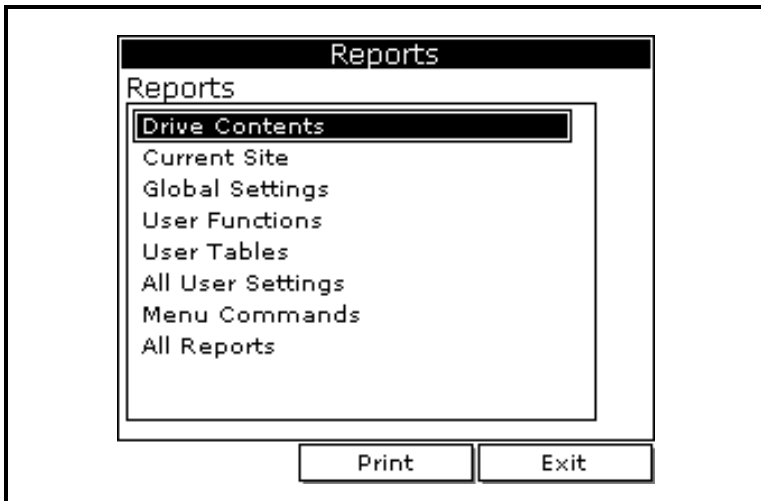 Reports
Reports
Drive Contents
Current Site
Global Settings
User Functions
User Tables
All User Settings
Menu Commands
All Reports
Print Exit